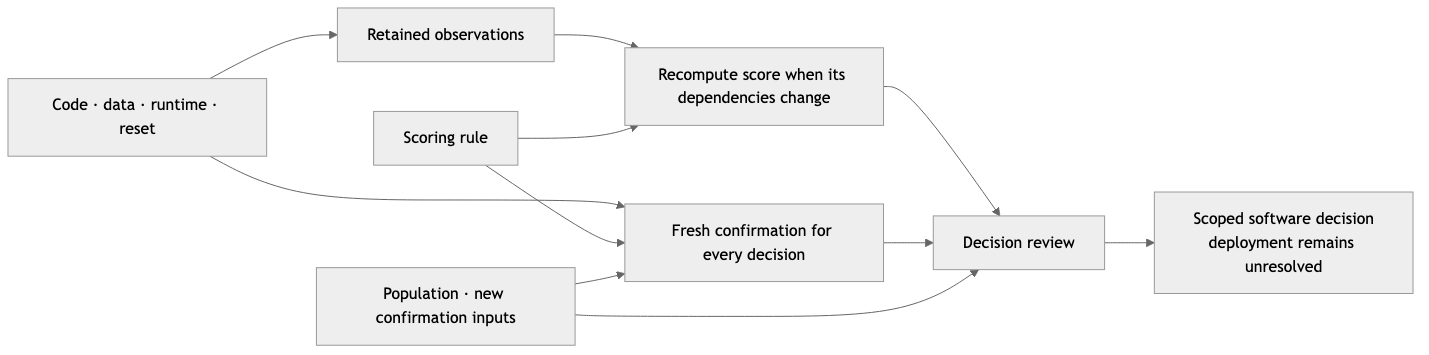 Retained observations
Code · data · runtime ·
reset
Recompute score when its
dependencies change
Scoring rule
Fresh confirmation for
every decision
Population · new
confirmation inputs
Decision review
Scoped software decision
deployment remains
unresolved